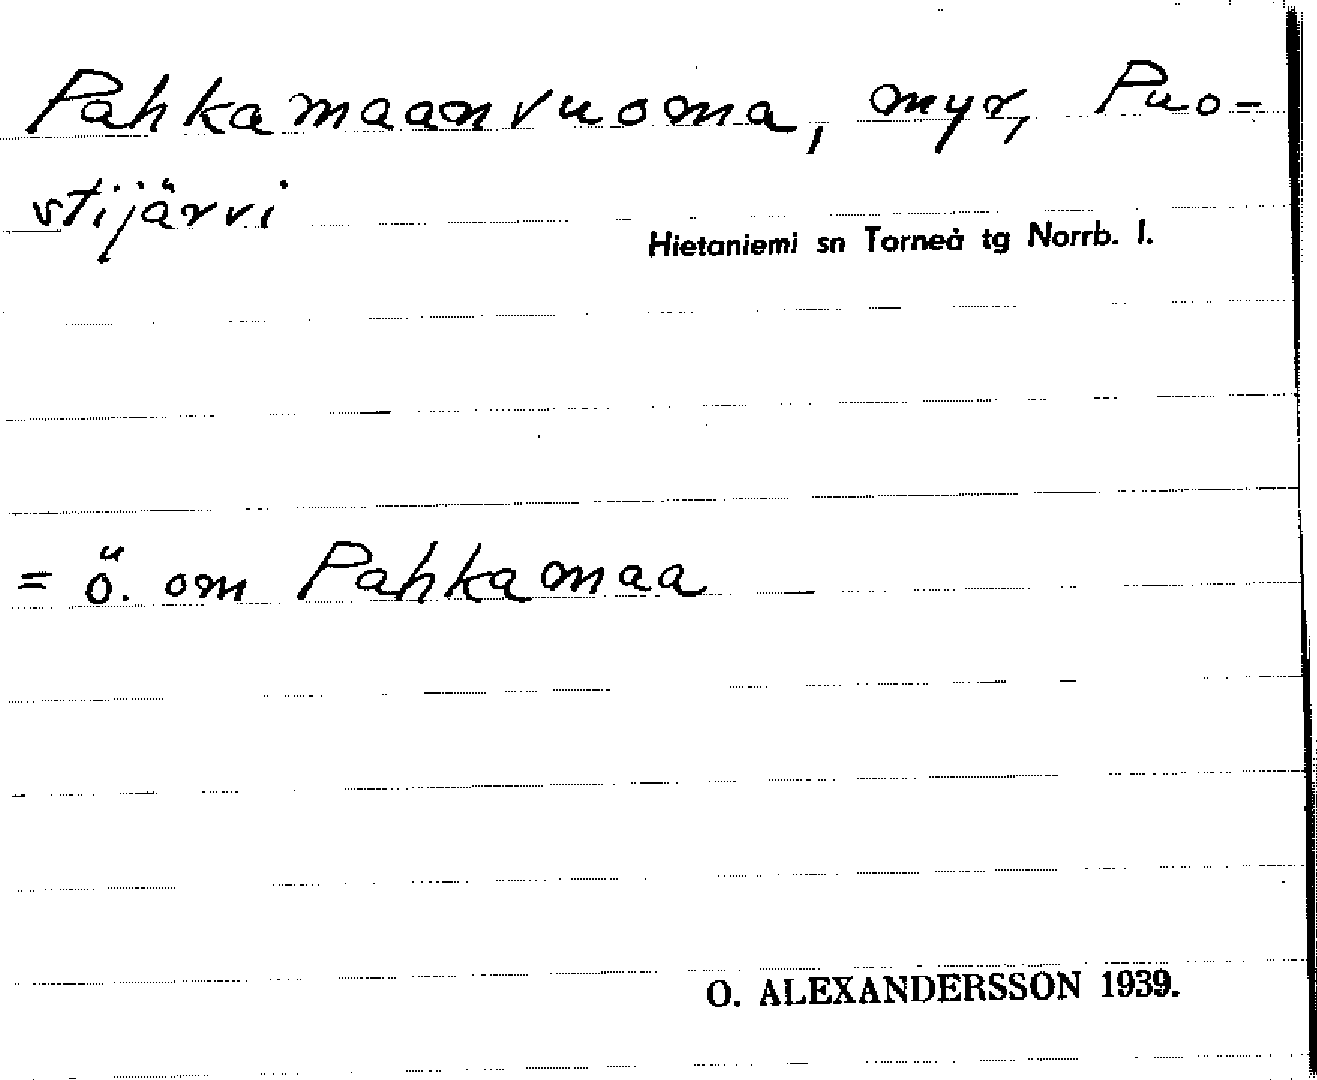 Pahkamaanvuoma, myr, Puo=
stijärvi
Hietaniemi sn Torneå tg Norrb. l.
= ö. om Pahkamaa
O. ALEXANDERSSON 1939.